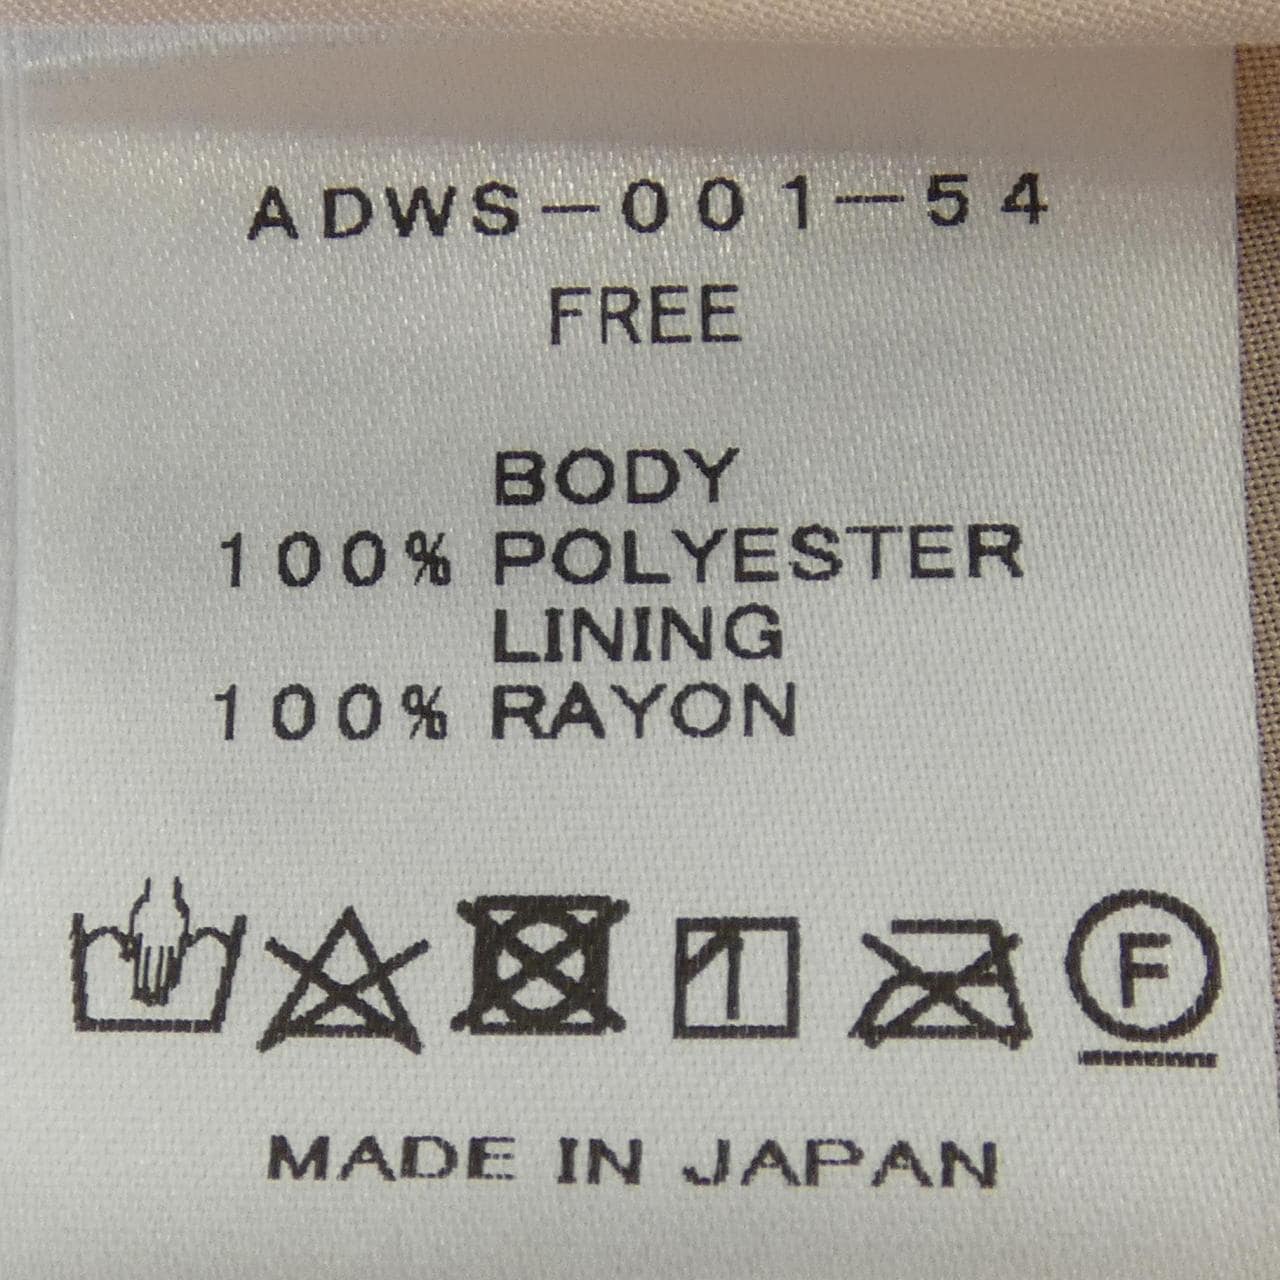 ADWS-001-54
FREE
BODY
100% POLYESTER
LINING
100% RAYON
F
MADE IN JAPAN